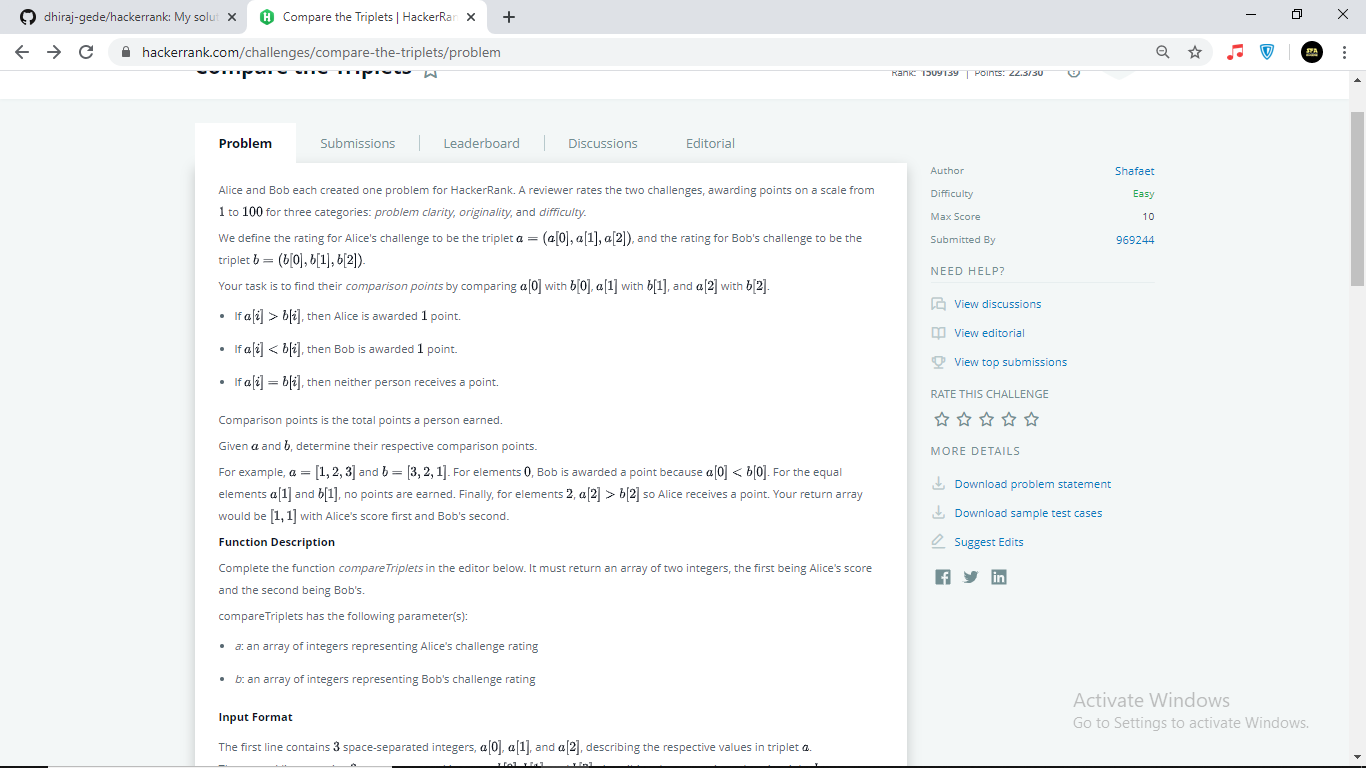 dhiraj-gede/hackerrank: My solut
Compare the Triplets | HackerRan
hackerrank.com/challenges/compare-the-triplets/problem
Compare the Triplets
Rank: 1509139 | Points: 22.3/30
Problem Submissions Leaderboard Discussions Editorial
Alice and Bob each created one problem for HackerRank. A reviewer rates the two challenges, awarding points on a scale from
1 to 100 for three categories: problem clarity, originality, and difficulty.
We define the rating for Alice's challenge to be the triplet a = (a[0], a[1], a[2]), and the rating for Bob's challenge to be the
triplet b = (b[0], b[1], b[2]).
Your task is to find their comparison points by comparing a[0] with b[0], a[1] with b[1], and a[2] with b[2].
• If a[i] > b[i], then Alice is awarded 1 point.
• If a[i] < b[i], then Bob is awarded 1 point.
• If a[i] = b[i], then neither person receives a point.
Comparison points is the total points a person earned.
Given a and b, determine their respective comparison points.
For example, a = [1, 2, 3] and b = [3, 2, 1]. For elements 0, Bob is awarded a point because a[0] < b[0]. For the equal
elements a[1] and b[1], no points are earned. Finally, for elements 2, a[2] > b[2] so Alice receives a point. Your return array
would be [1, 1] with Alice's score first and Bob's second.
Function Description
Complete the function compareTriplets in the editor below. It must return an array of two integers, the first being Alice's score
and the second being Bob's.
compareTriplets has the following parameter(s):
• a: an array of integers representing Alice's challenge rating
• b: an array of integers representing Bob's challenge rating
Input Format
The first line contains 3 space-separated integers, a[0], a[1], and a[2], describing the respective values in triplet a.
Author Shafaet
Difficulty Easy
Max Score 10
Submitted By 969244
NEED HELP?
View discussions
View editorial
View top submissions
RATE THIS CHALLENGE
MORE DETAILS
Download problem statement
Download sample test cases
Suggest Edits
Activate Windows
Go to Settings to activate Windows.